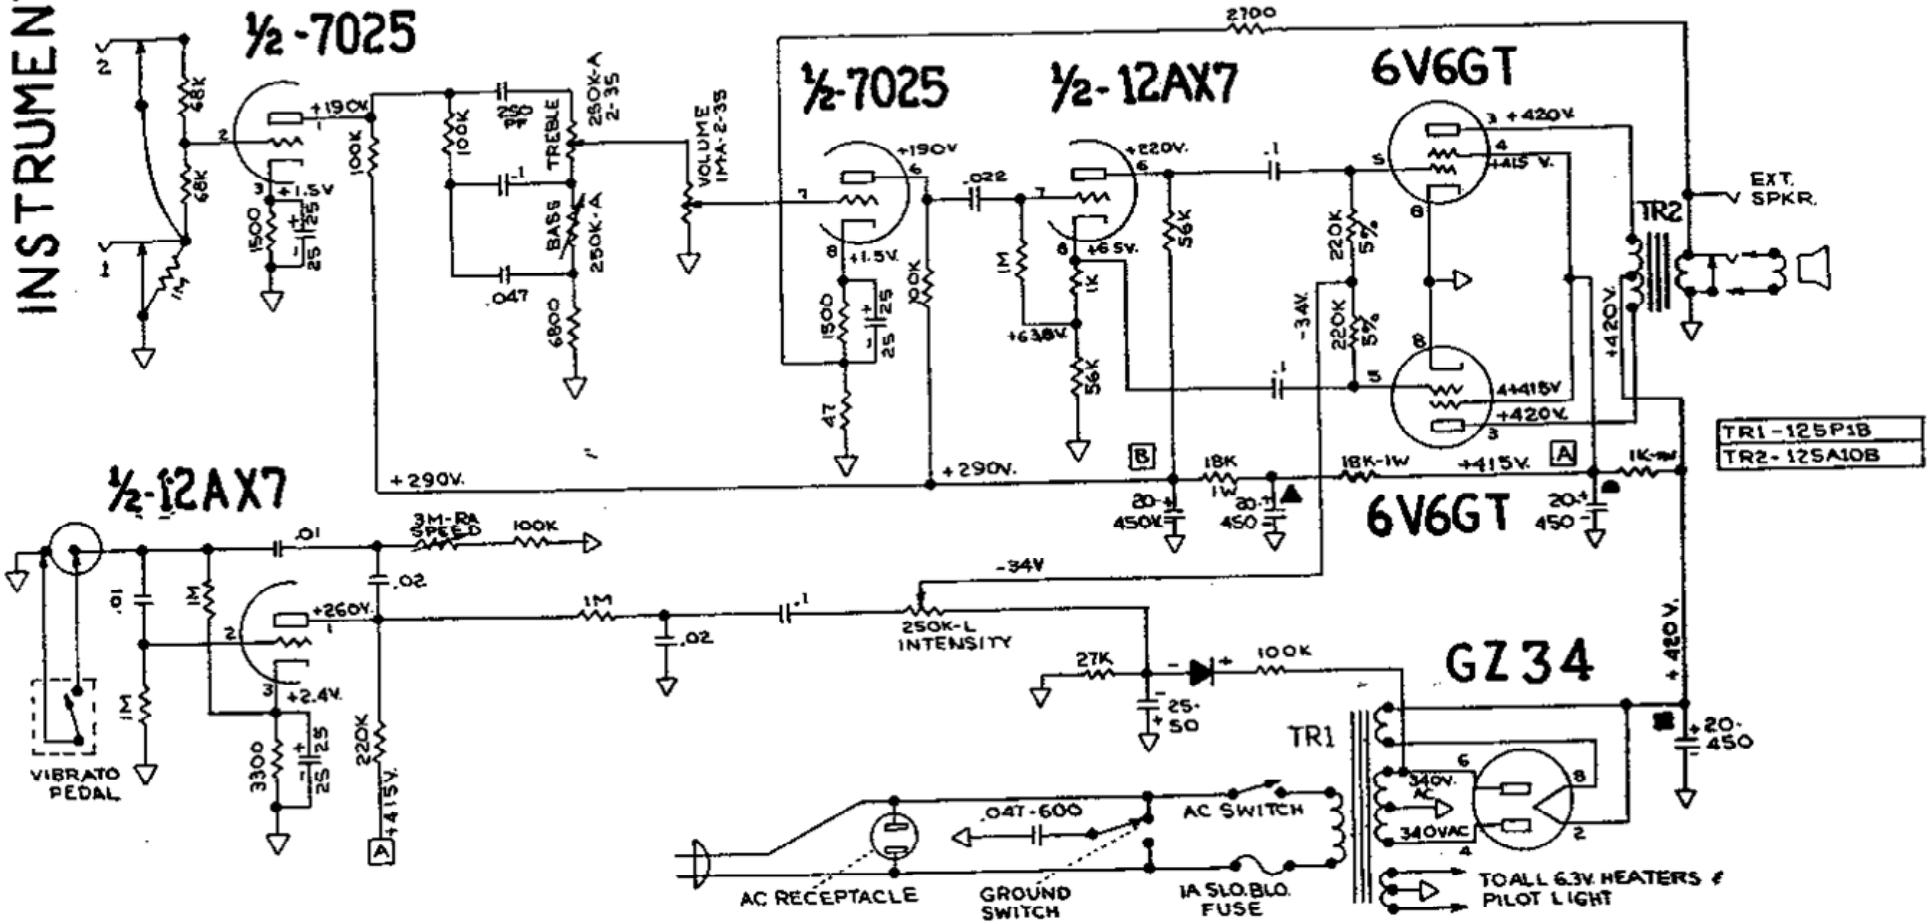 INSTRUMEN
2
1
68K
68K
1M
½-7025
2
+190V.
1
3
+1.5V
1500
25
25
100K
100K
250
PF
.1
.047
TREBLE
250K-A
2-35
BASS
250K-A
6800
VOLUME
1M-A-2-35
2700
½-7025
7
+190V
6
8
+1.5V.
1500
25
25
47
100K
.022
½-12AX7
7
+220V.
6
8
+65V.
1M
1K
+63.8V
56K
56K
.1
.1
220K
5%
220K
5%
-34V.
6V6GT
5
3
+420V.
4
+415 V.
8
8
5
4+415V
+420V.
3
6V6GT
TR2
+420V.
EXT.
SPKR.
TR1-125P1B
TR2-125A10B
+290V.
+290V.
B
18K
1W
18K-1W
+415V.
A
1K-1W
20-
450V
20-
450
20-
450
½-12AX7
.01
3M-RA
SPEED
100K
.01
1M
.02
2
+260V.
1
3
+2.4V.
1M
3300
25
25
220K
+415V.
A
VIBRATO
PEDAL
1M
.02
.1
250K-L
INTENSITY
-34V
27K
-
+
100K
25-
50
GZ34
+420V.
20-
450
TR1
6
340V.
AC
340VAC
4
8
2
.047-600
AC SWITCH
AC RECEPTACLE
GROUND
SWITCH
1A SLO.BLO.
FUSE
TO ALL 6.3V. HEATERS &
PILOT LIGHT